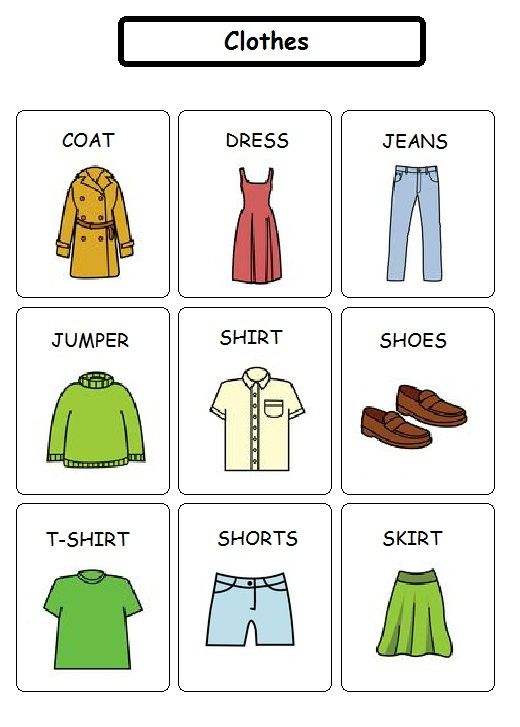 Clothes
COAT
DRESS
JEANS
JUMPER
SHIRT
SHOES
T-SHIRT
SHORTS
SKIRT